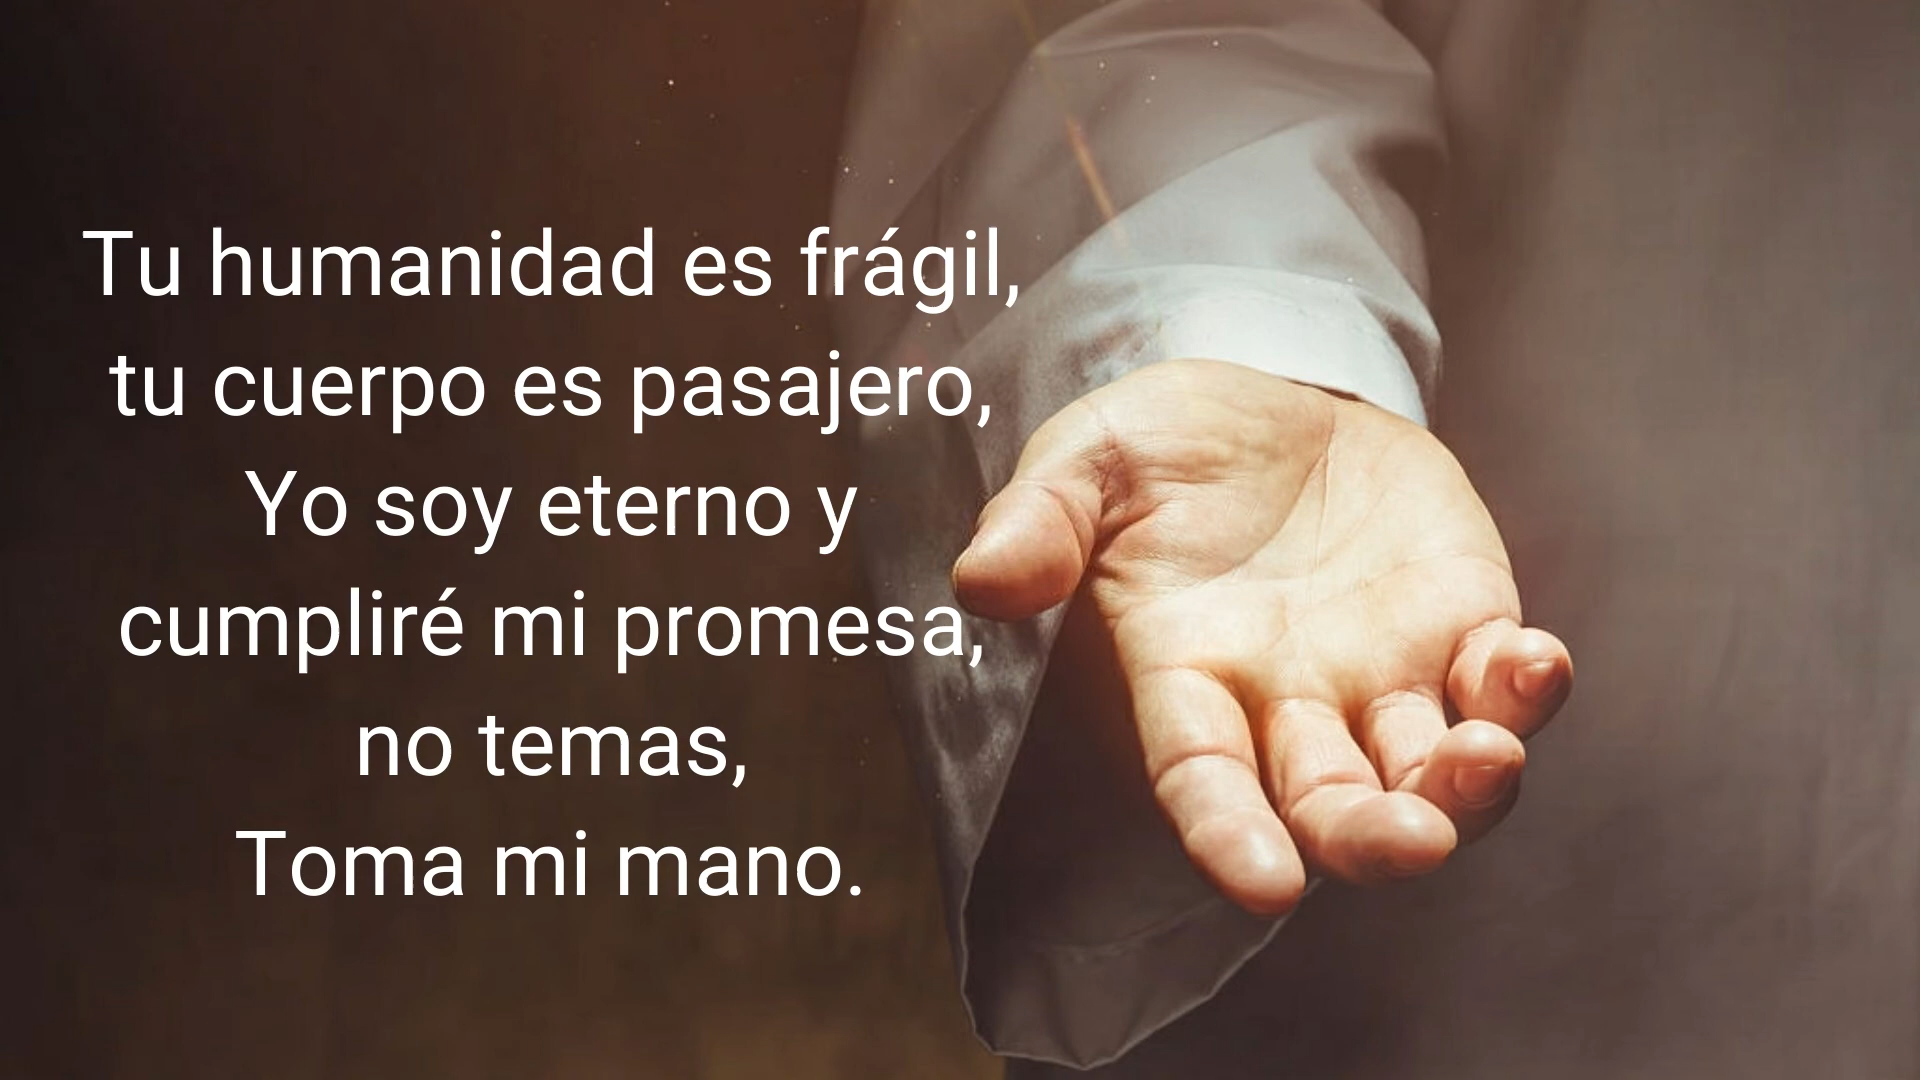 Tu humanidad es frágil,
tu cuerpo es pasajero,
Yo soy eterno y
cumpliré mi promesa,
no temas,
Toma mi mano.